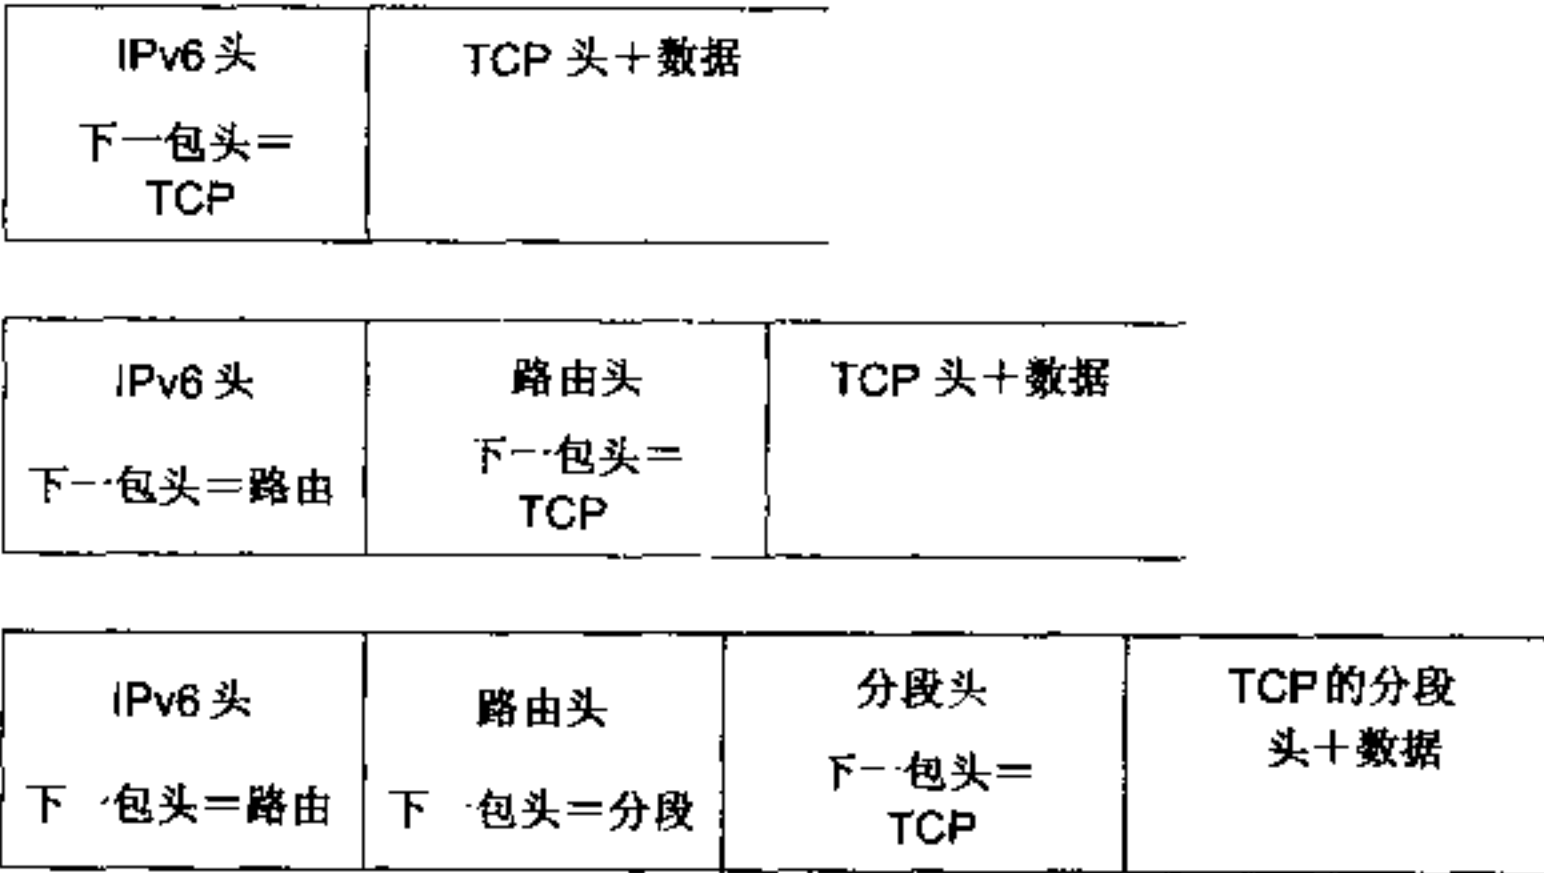 IPv6 头
TCP 头＋数据
下一包头＝
TCP
IPv6 头
路由头
TCP 头＋数据
下一包头＝路由
下一包头＝
TCP
IPv6 头
路由头
分段头
TCP的分段
头＋数据
下一包头＝路由
下一包头＝分段
下一包头＝
TCP